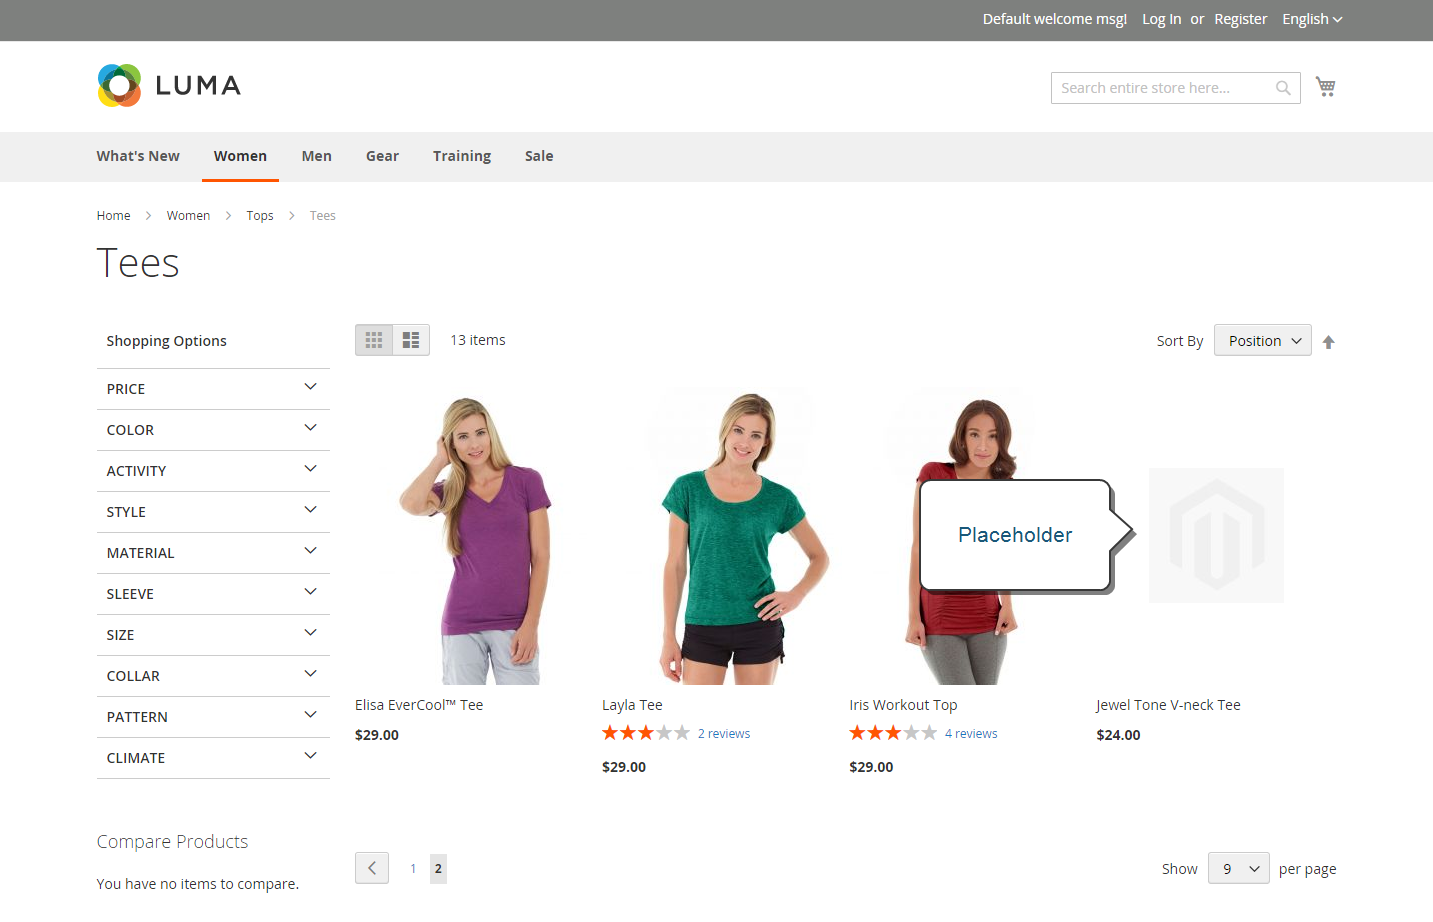 Default welcome msg! Log In or Register English
LUMA
Search entire store here...
What's New Women Men Gear Training Sale
Home Women Tops Tees
Tees
Shopping Options
13 items
Sort By Position
PRICE
COLOR
ACTIVITY
STYLE
MATERIAL
SLEEVE
SIZE
COLLAR
PATTERN
CLIMATE
Placeholder
Elisa EverCool™ Tee
$29.00
Layla Tee
2 reviews
$29.00
Iris Workout Top
4 reviews
$29.00
Jewel Tone V-neck Tee
$24.00
Compare Products
You have no items to compare.
1 2
Show 9 per page